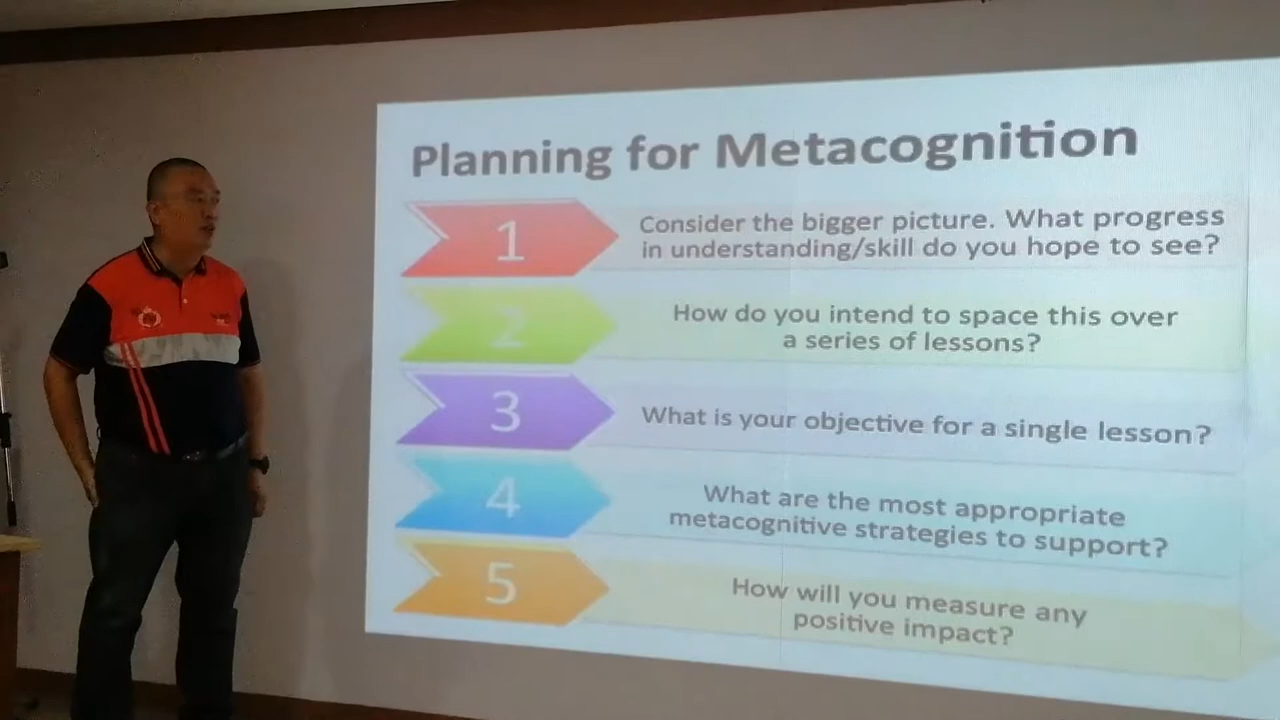 Planning for Metacognition
1
Consider the bigger picture. What progress
in understanding/skill do you hope to see?
2
How do you intend to space this over
a series of lessons?
3
What is your objective for a single lesson?
4
What are the most appropriate
metacognitive strategies to support?
5
How will you measure any
positive impact?